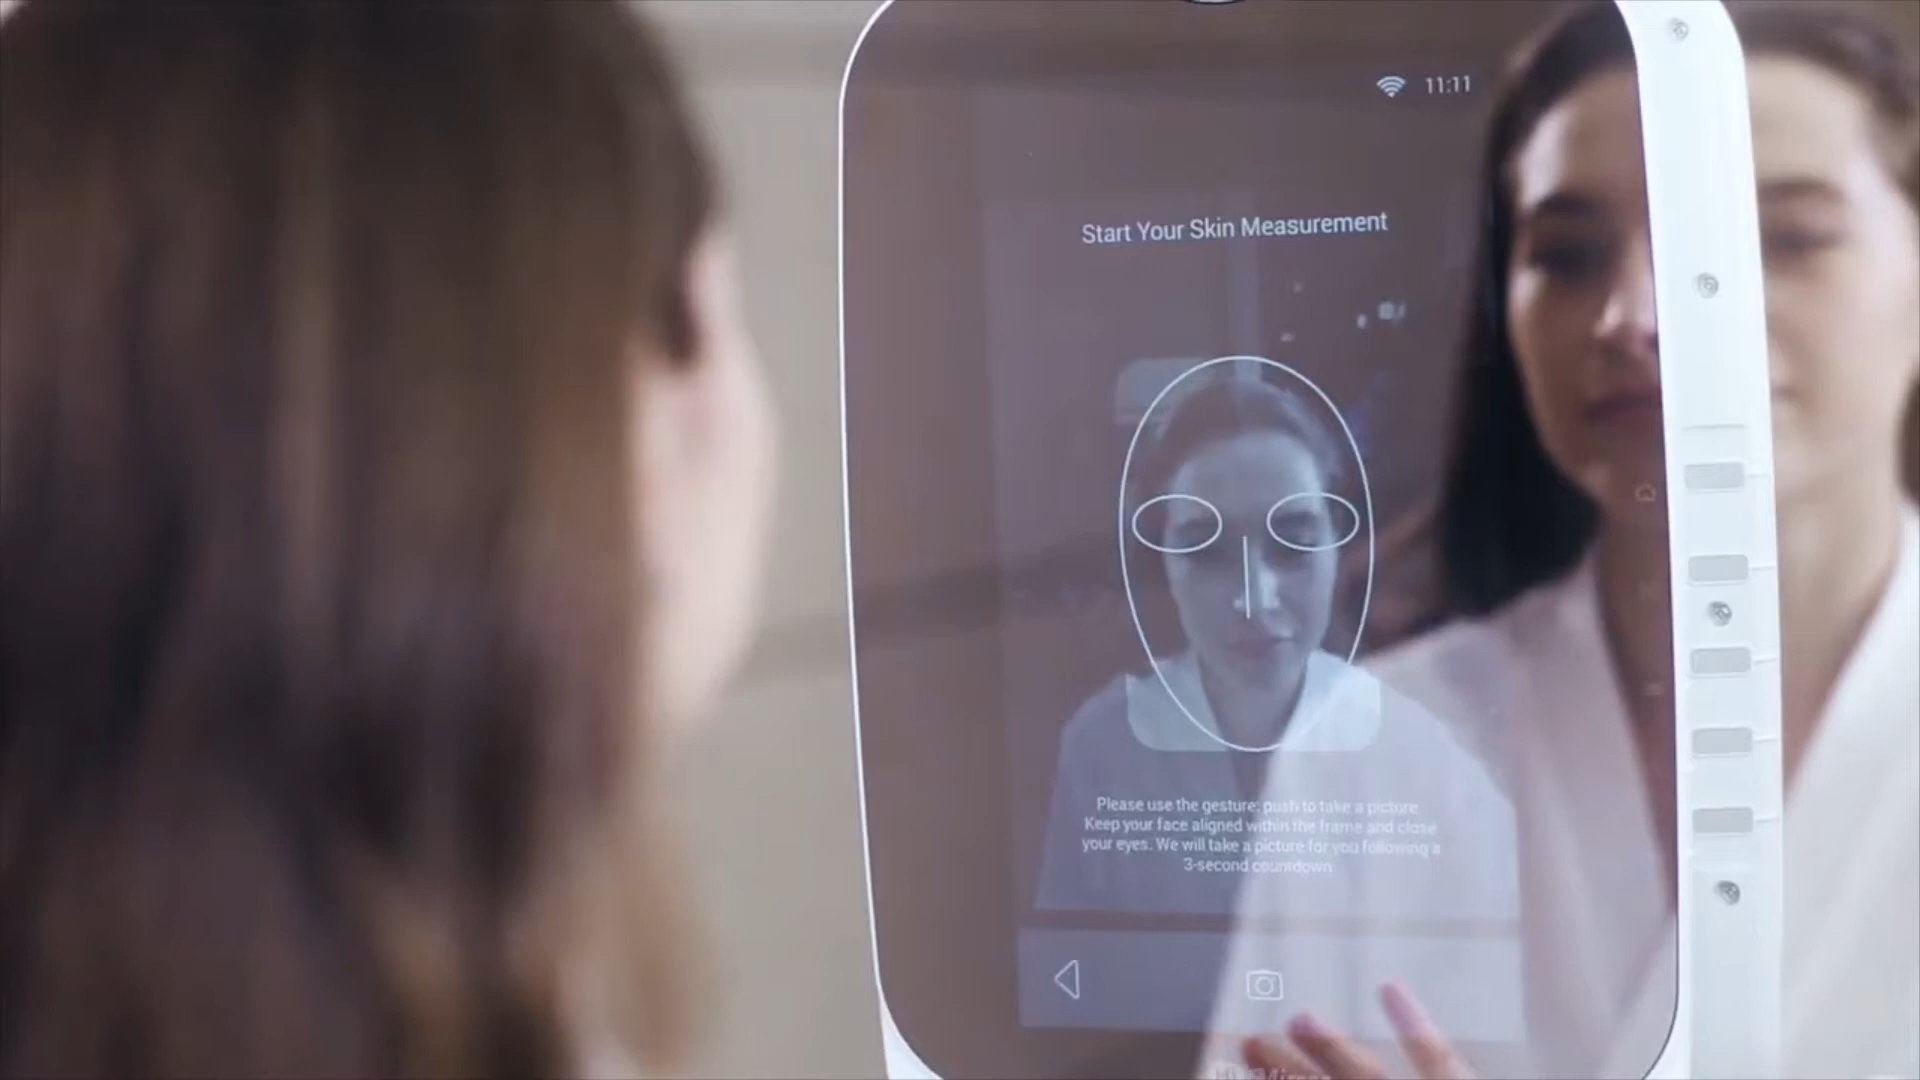 11:11
Start Your Skin Measurement
Please use the gesture: push to take a picture
Keep your face aligned within the frame and close
your eyes. We will take a picture for you following a
3-second countdown